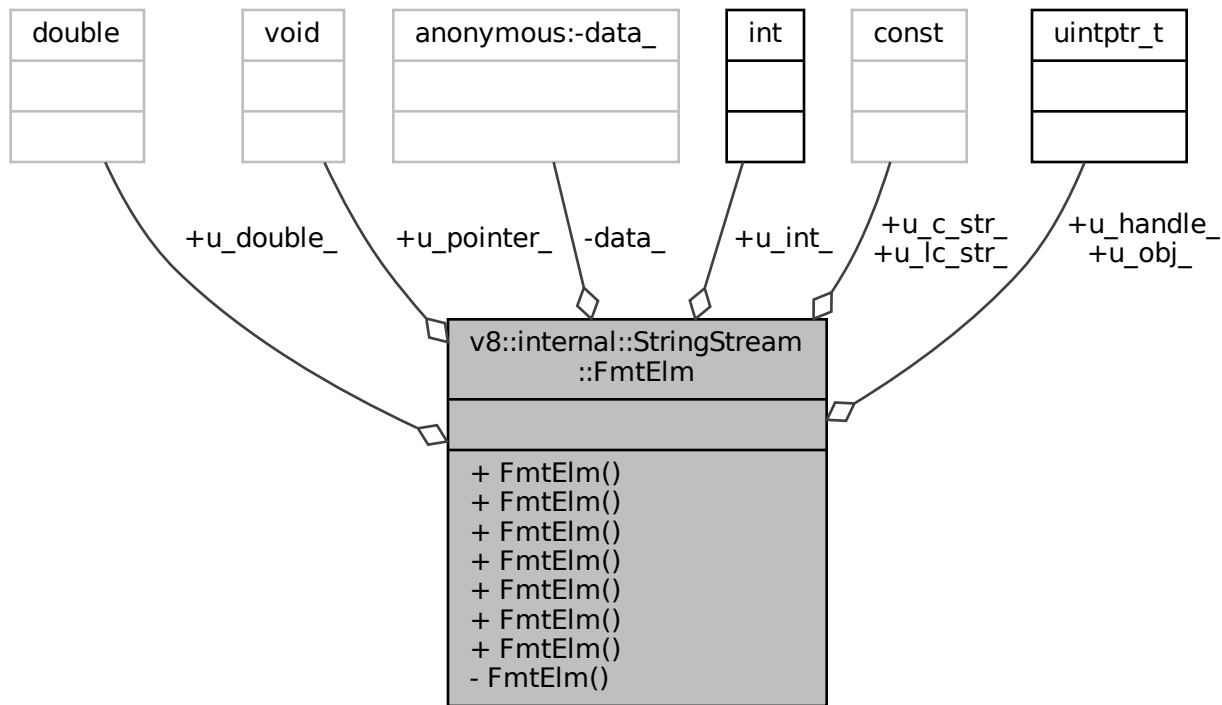 double
void
anonymous:-data_
int
const
uintptr_t
+u_double_
+u_pointer_
-data_
+u_int_
+u_c_str_
+u_lc_str_
+u_handle_
+u_obj_
v8::internal::StringStream
::FmtElm
+ FmtElm()
+ FmtElm()
+ FmtElm()
+ FmtElm()
+ FmtElm()
+ FmtElm()
+ FmtElm()
- FmtElm()